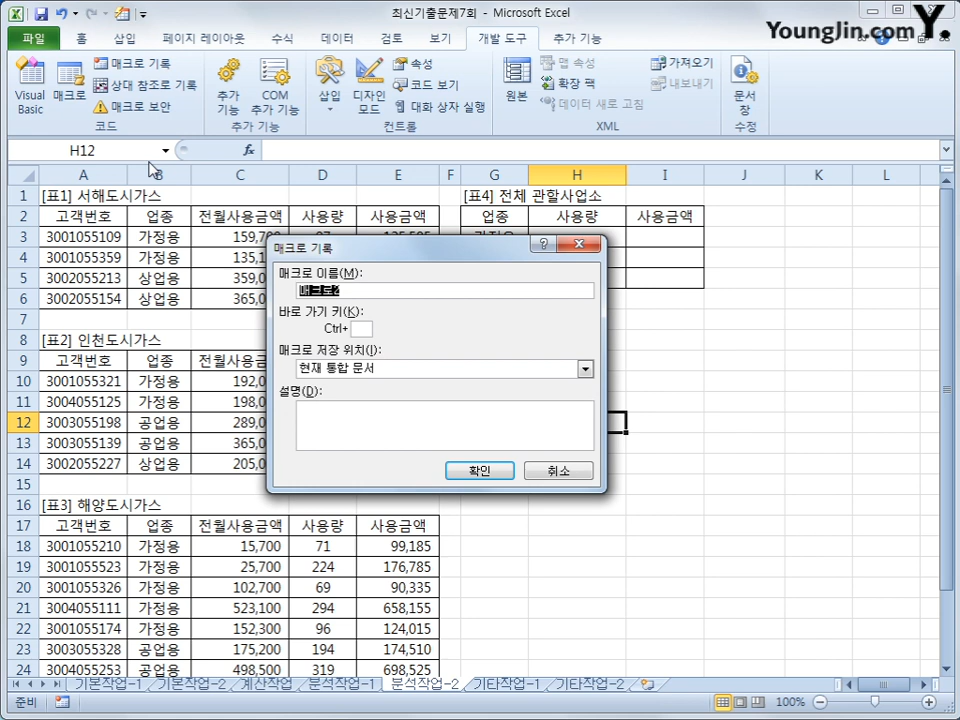 최신기출문제7회 - Microsoft Excel
Younglin.com Y.
파일 홈 삽입 페이지 레이아웃 수식 데이터 검토 보기 개발 도구 추가 기능
Visual Basic
매크로
매크로 기록
상대 참조로 기록
매크로 보안
코드
추가 기능
COM 추가 기능
추가 기능
삽입
디자인 모드
속성
코드 보기
대화 상자 실행
컨트롤
원본
맵 속성
확장 팩
데이터 새로 고침
가져오기
내보내기
XML
문서 창
수정
H12 fx
A B C D E F G H I J K L
1 [표1] 서해도시가스 [표4] 전체 관할사업소
2 고객번호 업종 전월사용금액 사용량 사용금액 업종 사용량 사용금액
3 3001055109 가정용
4 3001055359 가정용
5 3002055213 상업용
6 3002055154 상업용
7
8 [표2] 인천도시가스
9 고객번호 업종
10 3001055321 가정용
11 3004055125 가정용
12 3003055198 공업용
13 3003055139 공업용
14 3002055227 상업용
15
16 [표3] 해양도시가스
17 고객번호 업종 전월사용금액 사용량 사용금액
18 3001055210 가정용 15,700 71 99,185
19 3001055523 가정용 25,700 224 176,785
20 3001055326 가정용 102,700 69 90,335
21 3004055111 가정용 523,100 294 658,155
22 3001055174 가정용 152,300 96 124,015
23 3003055328 공업용 175,200 194 174,510
24 3004055253 공업용 498,500 319 698,525
매크로 기록
매크로 이름(M):
매크로2
바로 가기 키(K):
Ctrl+
매크로 저장 위치(I):
현재 통합 문서
설명(D):
확인 취소
기본작업-1 기본작업-2 계산작업 분석작업-1 분석작업-2 기타작업-1 기타작업-2
준비 100%